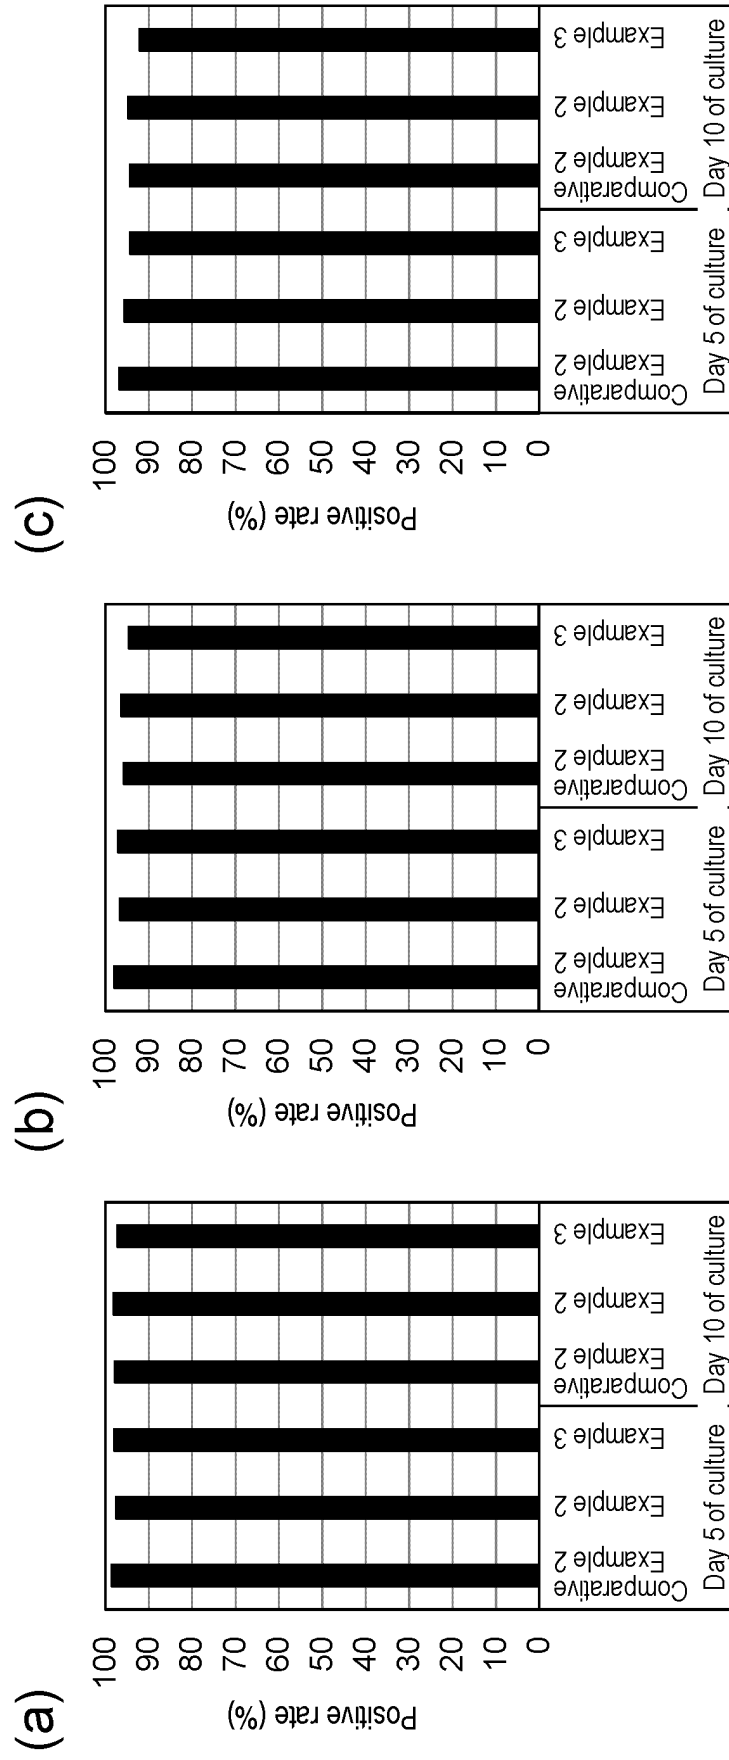 (a)
Positive rate (%)
100
90
80
70
60
50
40
30
20
10
0
Comparative
Example 2
Example 2
Example 3
Comparative
Example 2
Example 2
Example 3
Day 5 of culture
Day 10 of culture
(b)
Positive rate (%)
100
90
80
70
60
50
40
30
20
10
0
Comparative
Example 2
Example 2
Example 3
Comparative
Example 2
Example 2
Example 3
Day 5 of culture
Day 10 of culture
(c)
Positive rate (%)
100
90
80
70
60
50
40
30
20
10
0
Comparative
Example 2
Example 2
Example 3
Comparative
Example 2
Example 2
Example 3
Day 5 of culture
Day 10 of culture